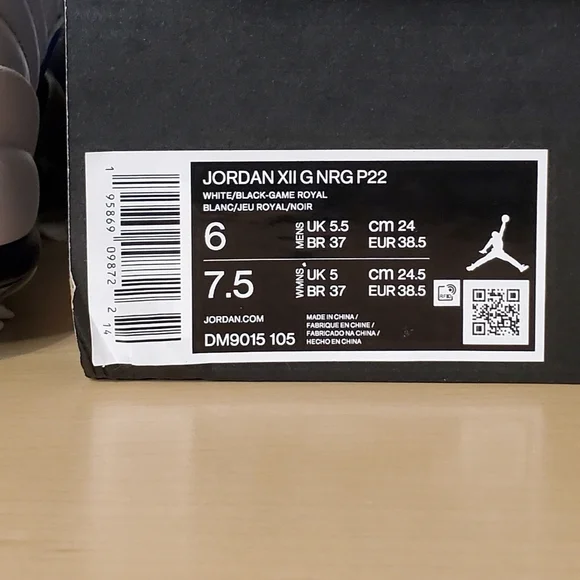 JORDAN XII G NRG P22
WHITE/BLACK-GAME ROYAL
BLANC/JEU ROYAL/NOIR
6 MENS UK 5.5 cm 24
BR 37 EUR 38.5
7.5 WMNS UK 5 cm 24.5
BR 37 EUR 38.5
RFID
JORDAN.COM
DM9015 105
MADE IN CHINA /
FABRIQUE EN CHINE /
FABRICADO NA CHINA /
HECHO EN CHINA
1 95869 09872 2 14